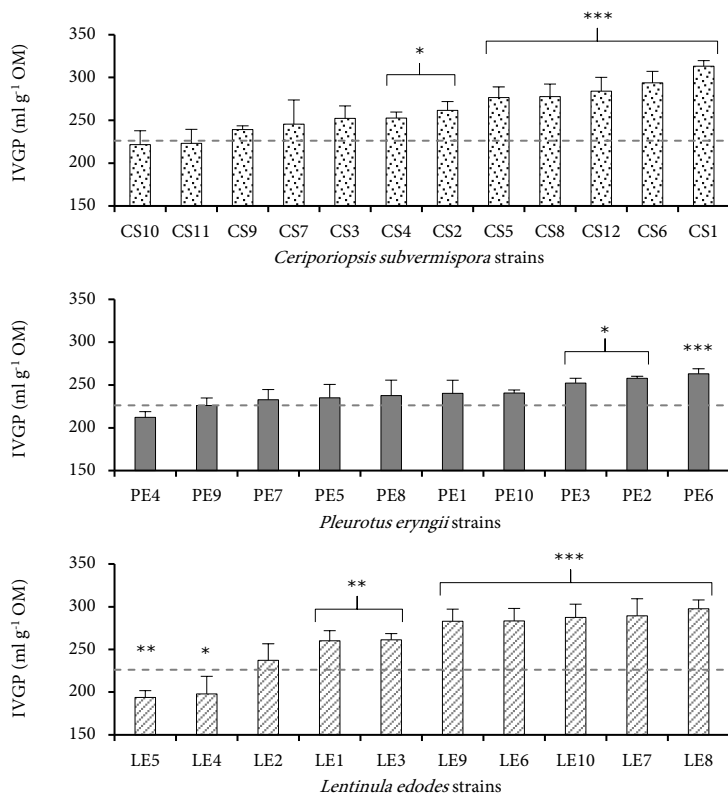 ***
350
300
250
200
150
IVGP (ml g⁻¹ OM)
*
CS10 CS11 CS9 CS7 CS3 CS4 CS2 CS5 CS8 CS12 CS6 CS1
Ceriporiopsis subvermispora strains
350
300
250
200
150
IVGP (ml g⁻¹ OM)
*
***
PE4 PE9 PE7 PE5 PE8 PE1 PE10 PE3 PE2 PE6
Pleurotus eryngii strains
350
300
250
200
150
IVGP (ml g⁻¹ OM)
***
**
** *
LE5 LE4 LE2 LE1 LE3 LE9 LE6 LE10 LE7 LE8
Lentinula edodes strains